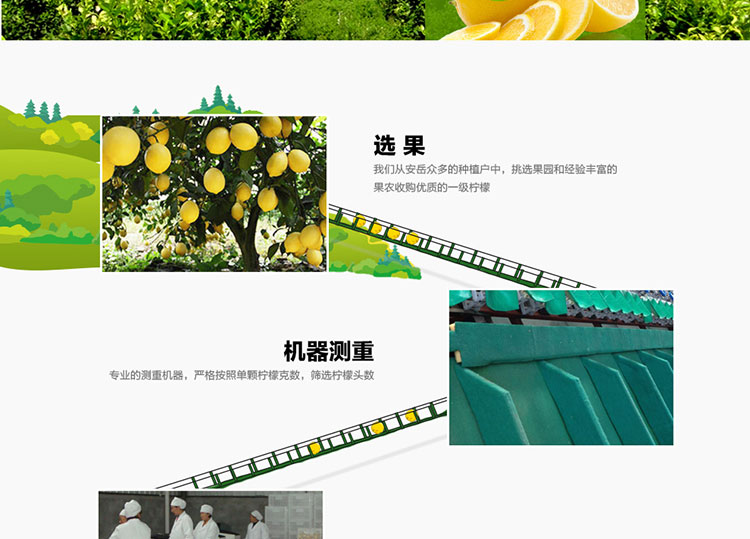 选 果
我们从安岳众多的种植户中，挑选果园和经验丰富的
果农收购优质的一级柠檬
机器测重
专业的测重机器，严格按照单颗柠檬克数，筛选柠檬头数